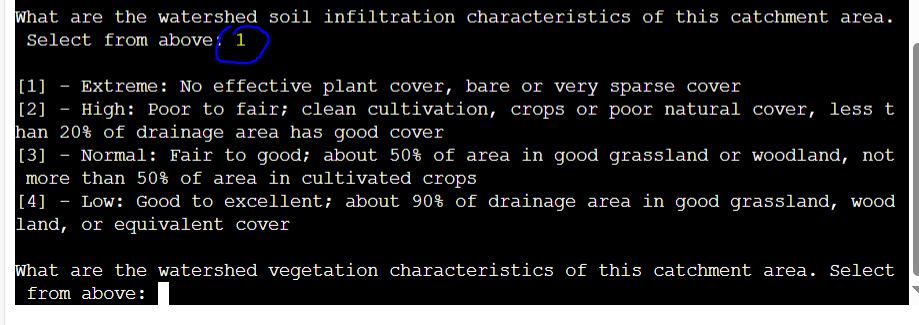 What are the watershed soil infiltration characteristics of this catchment area.
Select from above: 1
[1] - Extreme: No effective plant cover, bare or very sparse cover
[2] - High: Poor to fair; clean cultivation, crops or poor natural cover, less t
han 20% of drainage area has good cover
[3] - Normal: Fair to good; about 50% of area in good grassland or woodland, not
more than 50% of area in cultivated crops
[4] - Low: Good to excellent; about 90% of drainage area in good grassland, wood
land, or equivalent cover
What are the watershed vegetation characteristics of this catchment area. Select
from above: